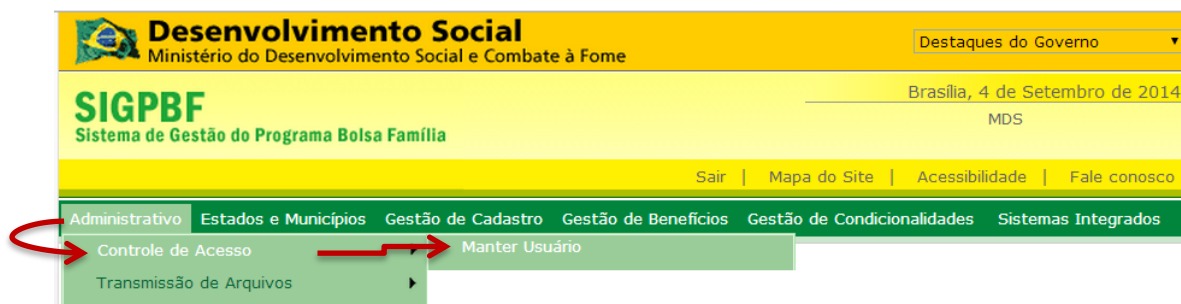 Desenvolvimento Social
Ministério do Desenvolvimento Social e Combate à Fome
Destaques do Governo
SIGPBF
Sistema de Gestão do Programa Bolsa Família
Brasília, 4 de Setembro de 2014
MDS
Sair | Mapa do Site | Acessibilidade | Fale conosco
Administrativo Estados e Municípios Gestão de Cadastro Gestão de Benefícios Gestão de Condicionalidades Sistemas Integrados
Controle de Acesso Manter Usuário
Transmissão de Arquivos